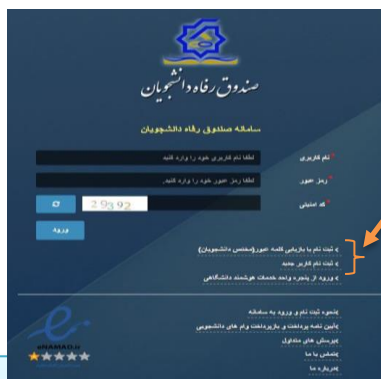 صندوق رفاه دانشجویان
سامانه صندوق رفاه دانشجویان
* نام کاربری
لطفا نام کاربری خود را وارد کنید
* رمز عبور
لطفا رمز عبور خود را وارد کنید.
* کد امنیتی
29392
ورود
ثبت نام یا بازیابی کلمه عبور(مختص دانشجویان)
ثبت نام کاربر جدید
ورود از پنجره واحد خدمات هوشمند دانشگاهی
نحوه ثبت نام و ورود به سامانه
آیین نامه پرداخت و بازپرداخت وام های دانشجویی
پرسش های متداول
تماس با ما
درباره ما
eNAMAD.ir